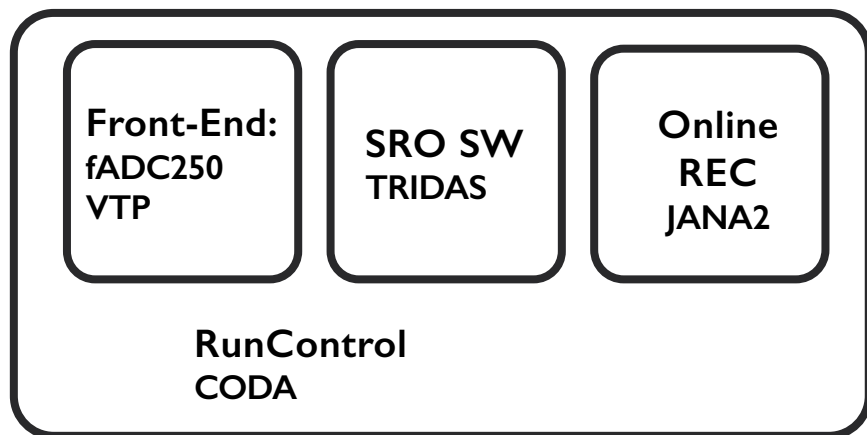 Front-End:
fADC250
VTP
SRO SW
TRIDAS
Online
REC
JANA2
RunControl
CODA